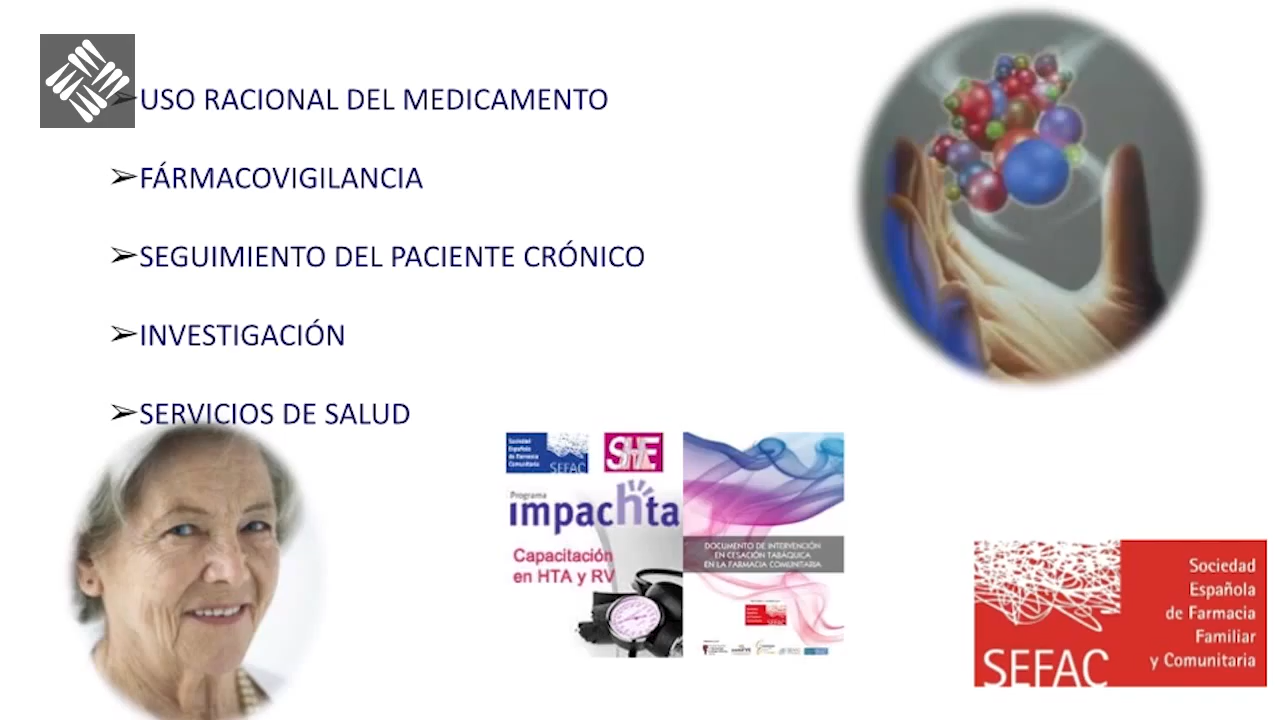 USO RACIONAL DEL MEDICAMENTO
FÁRMACOVIGILANCIA
SEGUIMIENTO DEL PACIENTE CRÓNICO
INVESTIGACIÓN
SERVICIOS DE SALUD
Sociedad
Española
de Farmacia
Comunitaria
SEFAC
SHE
Programa
impacHta
Capacitación
en HTA y RV
DOCUMENTO DE INTERVENCIÓN
EN CESACIÓN TABÁQUICA
EN LA FARMACIA COMUNITARIA
Sociedad
Española
de Farmacia
Familiar
y Comunitaria
SEFAC